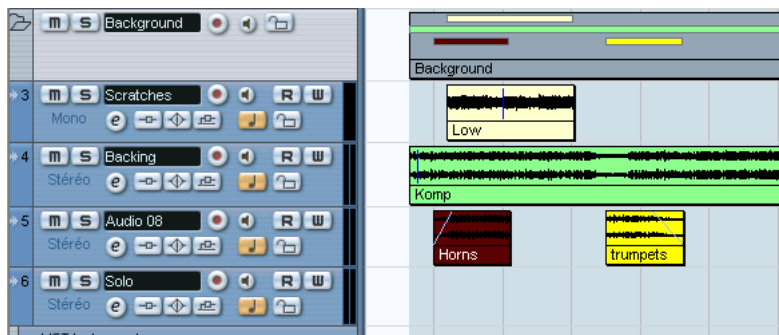 m S Background
Background
3 m S Scratches R W
Mono e
Low
4 m S Backing R W
Stéréo e
Komp
5 m S Audio 08 R W
Stéréo e
Horns
trumpets
6 m S Solo R W
Stéréo e